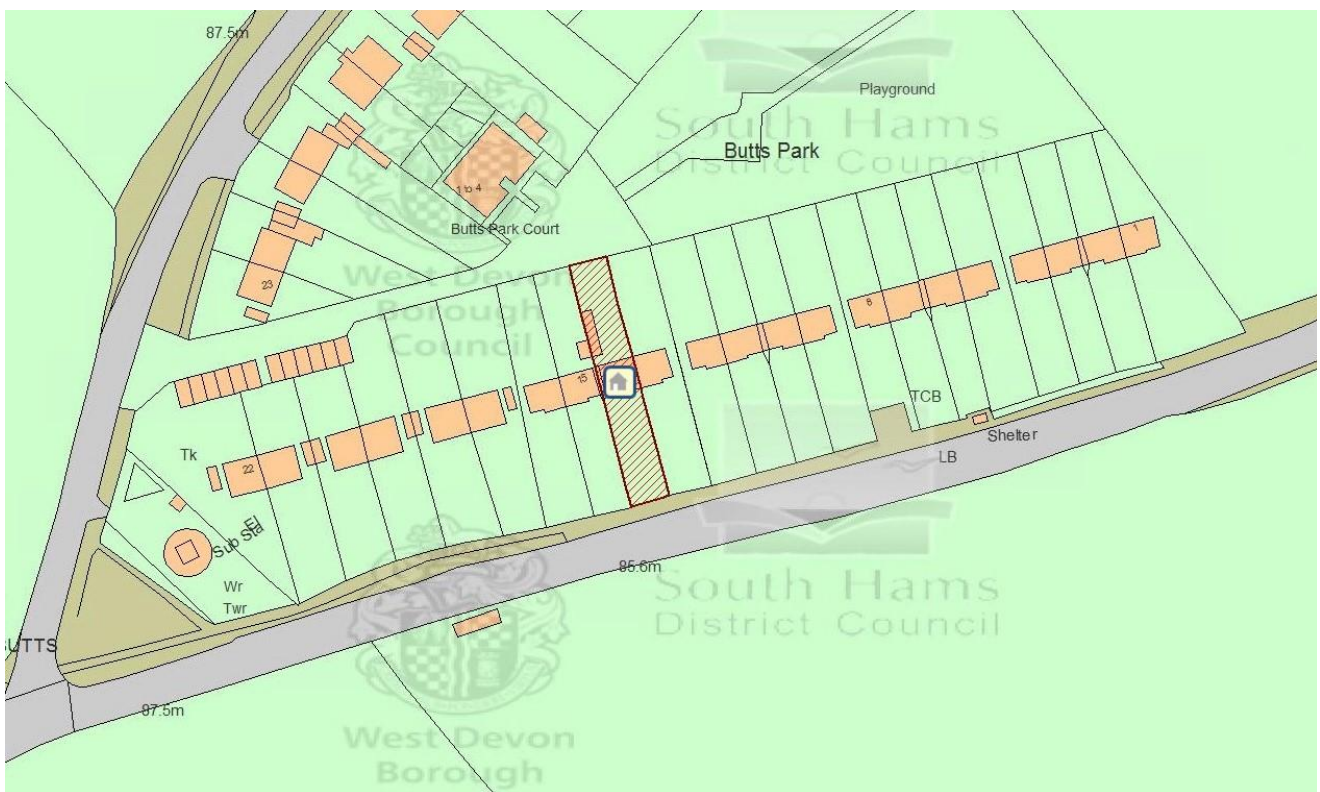 87.5m
Playground
South Hams
District Council
Butts Park
1 to 4
Butts Park Court
West Devon
Borough
Council
23
1
8
15
TCB
Shelter
LB
Tk
22
El
Sub Sta
Wr
Twr
85.6m
South Hams
District Council
BUTTS
87.5m
West Devon
Borough